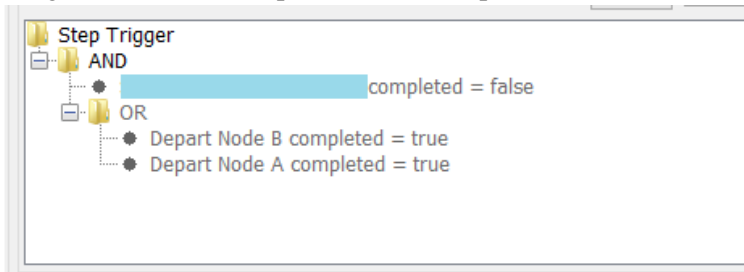 Step Trigger
AND
completed = false
OR
Depart Node B completed = true
Depart Node A completed = true